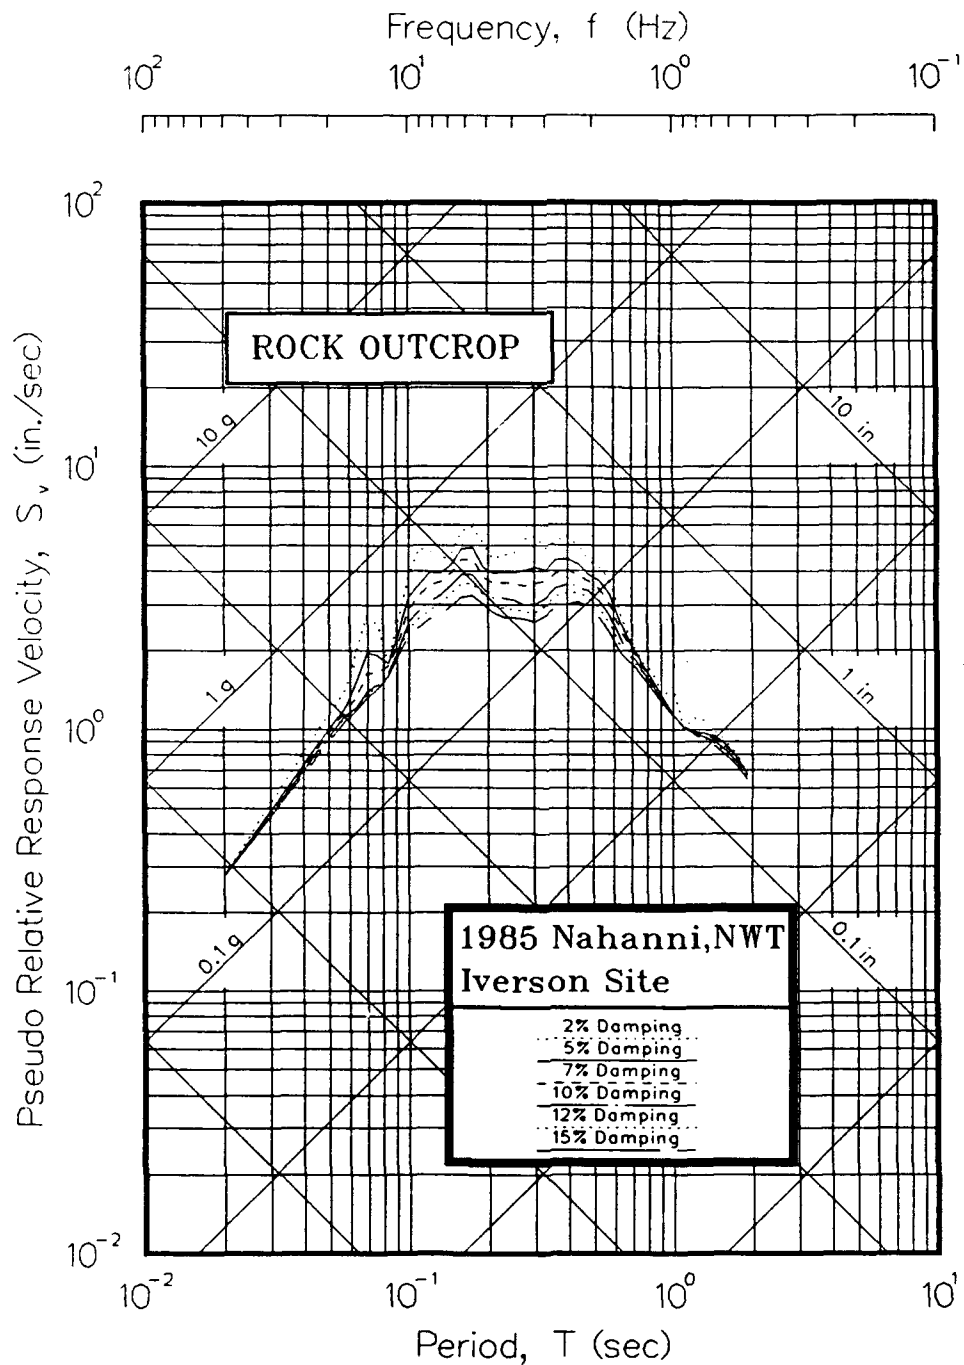 Frequency, f (Hz)
10² 10¹ 10⁰ 10⁻¹
10²
ROCK OUTCROP
10 g
10 in
10¹
1 g
1 in
10⁰
0.1 g
0.1 in
10⁻¹
10⁻²
1985 Nahanni,NWT
Iverson Site
2% Damping
5% Damping
7% Damping
10% Damping
12% Damping
15% Damping
10⁻² 10⁻¹ 10⁰ 10¹
Period, T (sec)
Pseudo Relative Response Velocity, Sᵥ (in./sec)